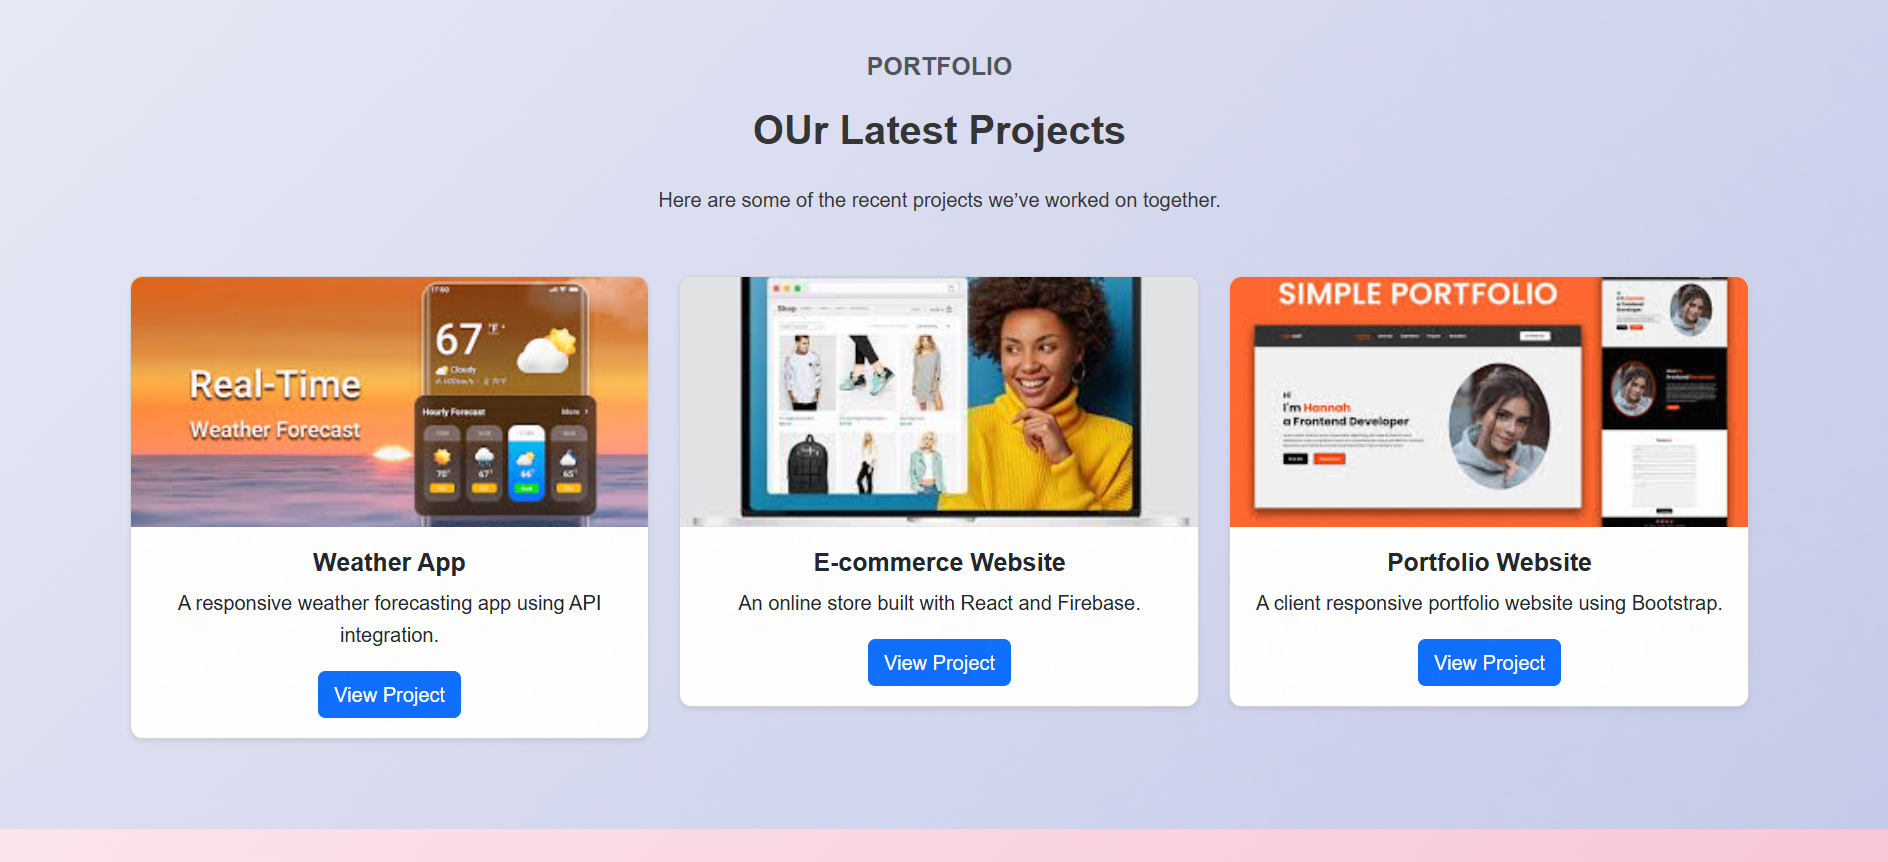 PORTFOLIO
OUr Latest Projects
Here are some of the recent projects we’ve worked on together.
17:00
67 °F
Cloudy
Real-Time
Weather Forecast
Hourly Forecast More ›
70°
67°
66°
65°
Weather App
A responsive weather forecasting app using API
integration.
View Project
Shop
E-commerce Website
An online store built with React and Firebase.
View Project
SIMPLE PORTFOLIO
Hi
I'm Hannah
a Frontend Developer
Portfolio Website
A client responsive portfolio website using Bootstrap.
View Project